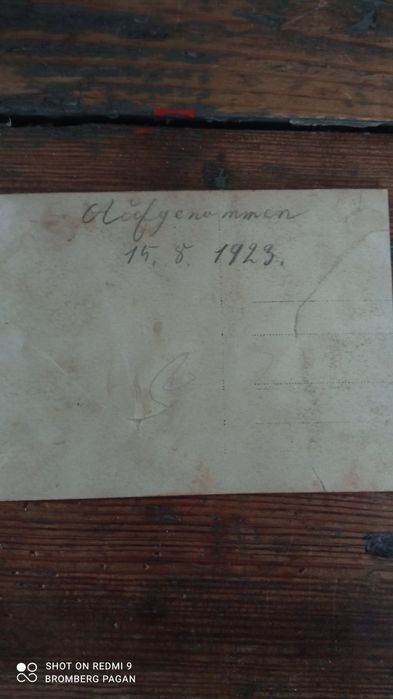 Aufgenommen
15. 8. 1923.
SHOT ON REDMI 9
BROMBERG PAGAN